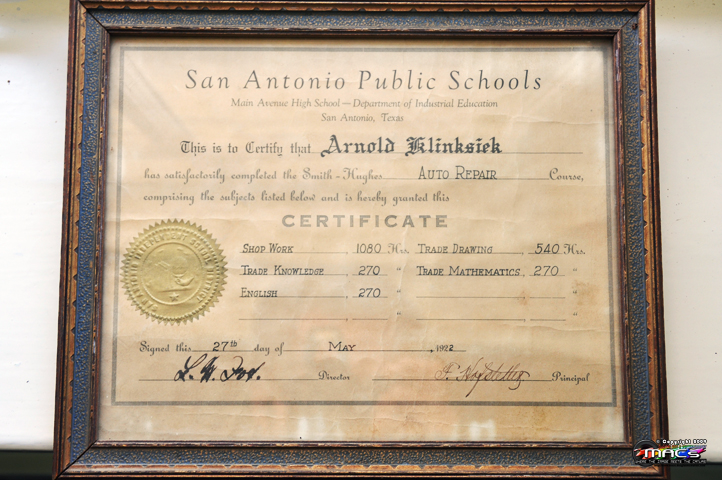 San Antonio Public Schools
Main Avenue High School — Department of Industrial Education
San Antonio, Texas
This is to Certify that Arnold Klinksiek
has satisfactorily completed the Smith-Hughes AUTO REPAIR Course,
comprising the subjects listed below and is hereby granted this
CERTIFICATE
SHOP WORK, 1080 Hrs. TRADE DRAWING, 540 Hrs.
TRADE KNOWLEDGE, 270 " TRADE MATHEMATICS, 270 "
ENGLISH, 270 " , "
, " , "
Signed this 27th day of MAY, 1922
Director Principal
© Copyright 2009
MACS